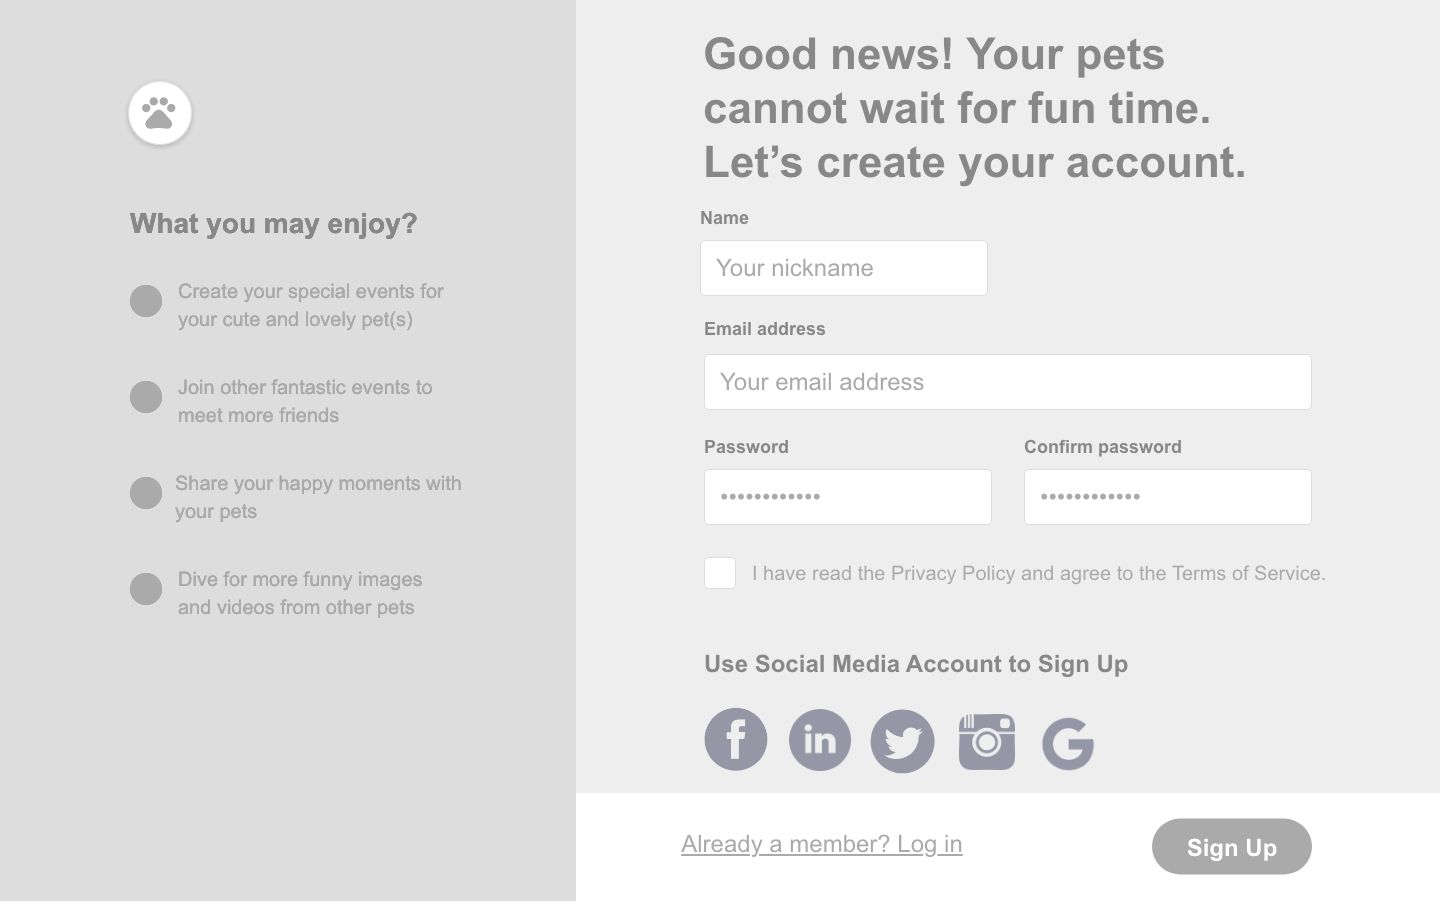 What you may enjoy?
Create your special events for
your cute and lovely pet(s)
Join other fantastic events to
meet more friends
Share your happy moments with
your pets
Dive for more funny images
and videos from other pets
Good news! Your pets
cannot wait for fun time.
Let’s create your account.
Name
Your nickname
Email address
Your email address
Password
Confirm password
••••••••••••
••••••••••••
I have read the Privacy Policy and agree to the Terms of Service.
Use Social Media Account to Sign Up
f
in
G
Already a member? Log in
Sign Up